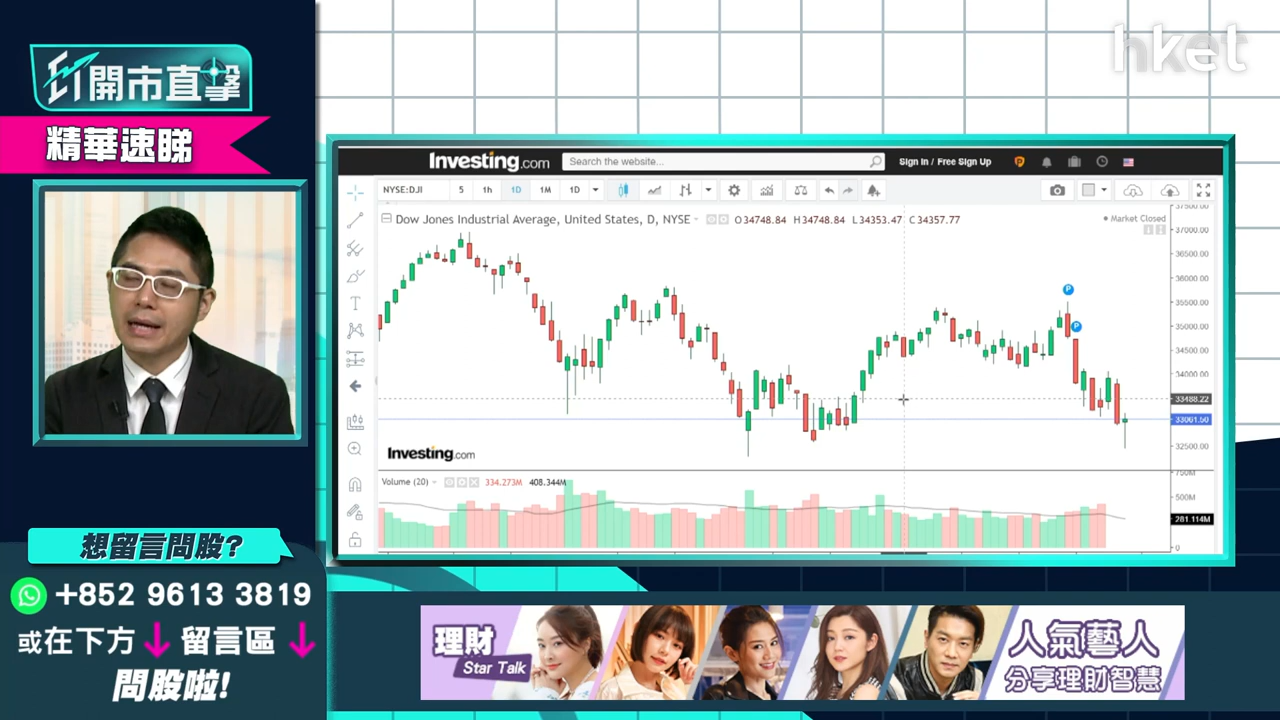 hket
ET開市直擊
精華速睇
Investing.com
Search the website...
Sign In / Free Sign Up
NYSE:DJI
5
1h
1D
1M
1D
Dow Jones Industrial Average, United States, D, NYSE
O34748.84 H34748.84 L34353.47 C34357.77
Market Closed
37500.00
37000.00
36500.00
36000.00
35500.00
35000.00
34500.00
34000.00
33488.22
33061.50
32500.00
P
P
Investing.com
Volume (20)
334.273M
408.344M
750M
500M
281.114M
0
想留言問股?
+852 9613 3819
或在下方 留言區
問股啦!
理財
Star Talk
人氣藝人
分享理財智慧